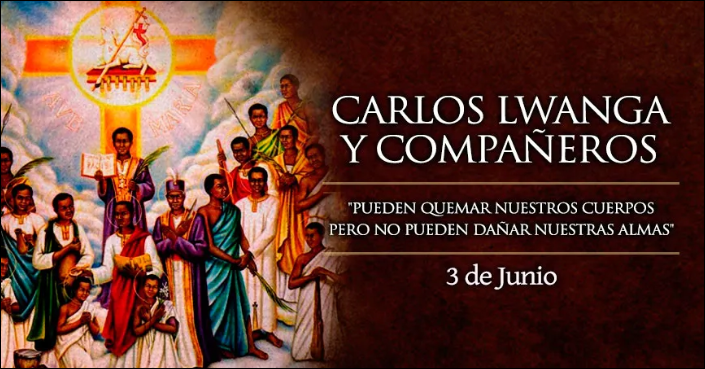 CARLOS LWANGA
Y COMPAÑEROS
"PUEDEN QUEMAR NUESTROS CUERPOS
PERO NO PUEDEN DAÑAR NUESTRAS ALMAS"
3 de Junio